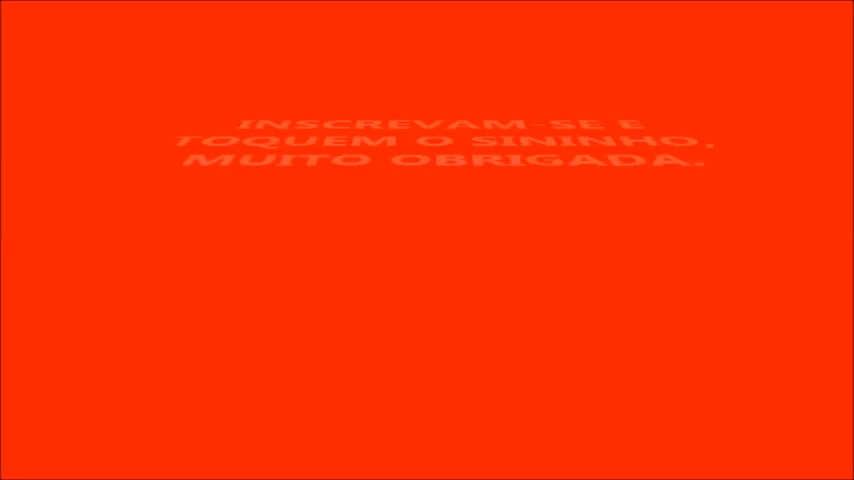 INSCREVAM-SE E
TOQUEM O SININHO.
MUITO OBRIGADA.